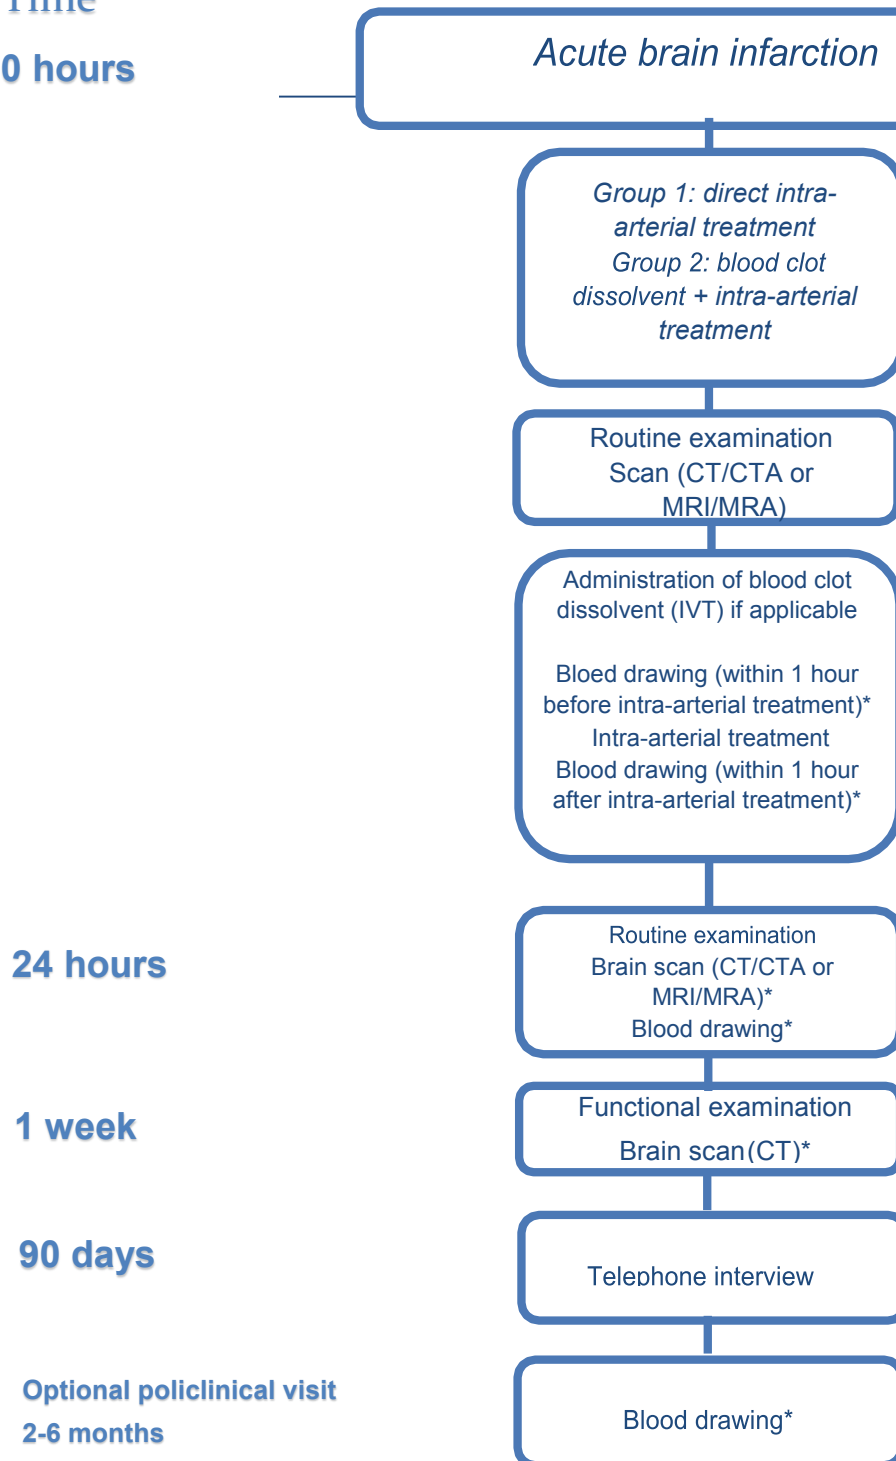 Time
0 hours
Acute brain infarction
Group 1: direct intra-
arterial treatment
Group 2: blood clot
dissolvent + intra-arterial
treatment
Routine examination
Scan (CT/CTA or
MRI/MRA)
Administration of blood clot
dissolvent (IVT) if applicable
Bloed drawing (within 1 hour
before intra-arterial treatment)*
Intra-arterial treatment
Blood drawing (within 1 hour
after intra-arterial treatment)*
24 hours
Routine examination
Brain scan (CT/CTA or
MRI/MRA)*
Blood drawing*
1 week
Functional examination
Brain scan (CT)*
90 days
Telephone interview
Optional policlinical visit
2-6 months
Blood drawing*